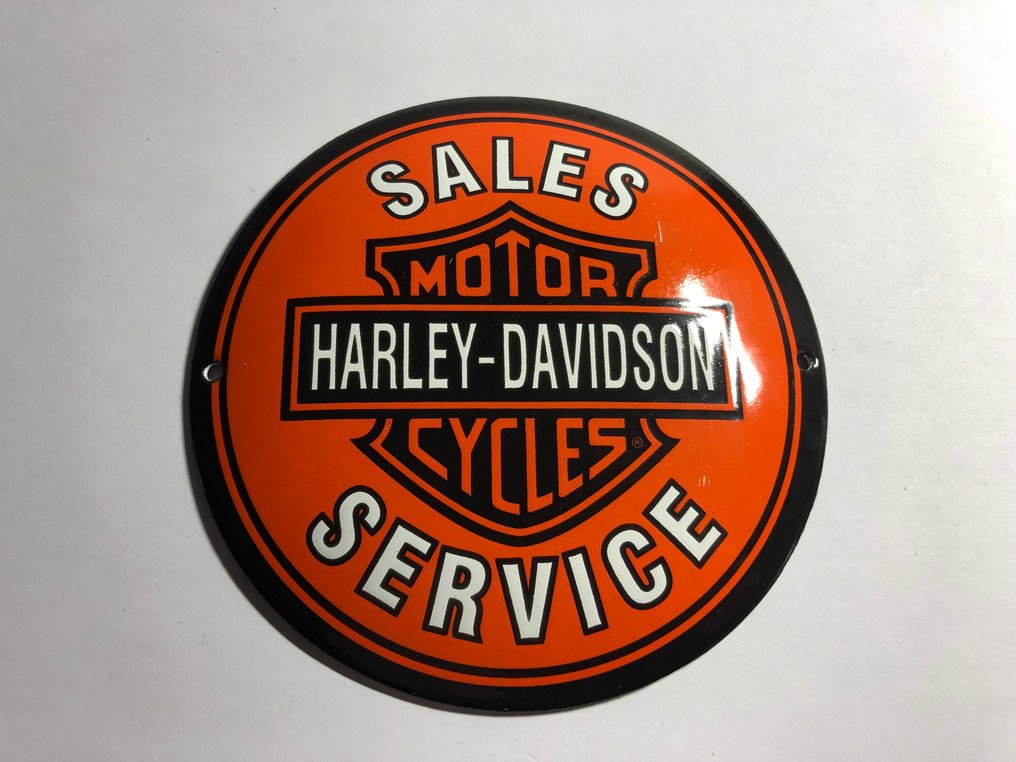 SALES
MOTOR
HARLEY-DAVIDSON
CYCLES®
SERVICE